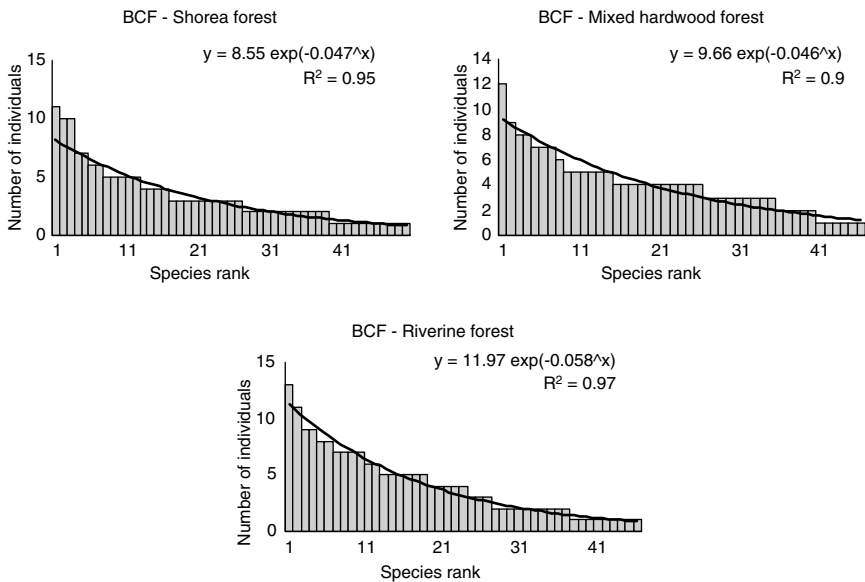 BCF - Shorea forest
y = 8.55 exp(-0.047^x)
R² = 0.95
Number of individuals
15
10
5
0
1 11 21 31 41
Species rank
BCF - Mixed hardwood forest
y = 9.66 exp(-0.046^x)
R² = 0.9
Number of individuals
14
12
10
8
6
4
2
0
1 11 21 31 41
Species rank
BCF - Riverine forest
y = 11.97 exp(-0.058^x)
R² = 0.97
Number of individuals
15
10
5
0
1 11 21 31 41
Species rank